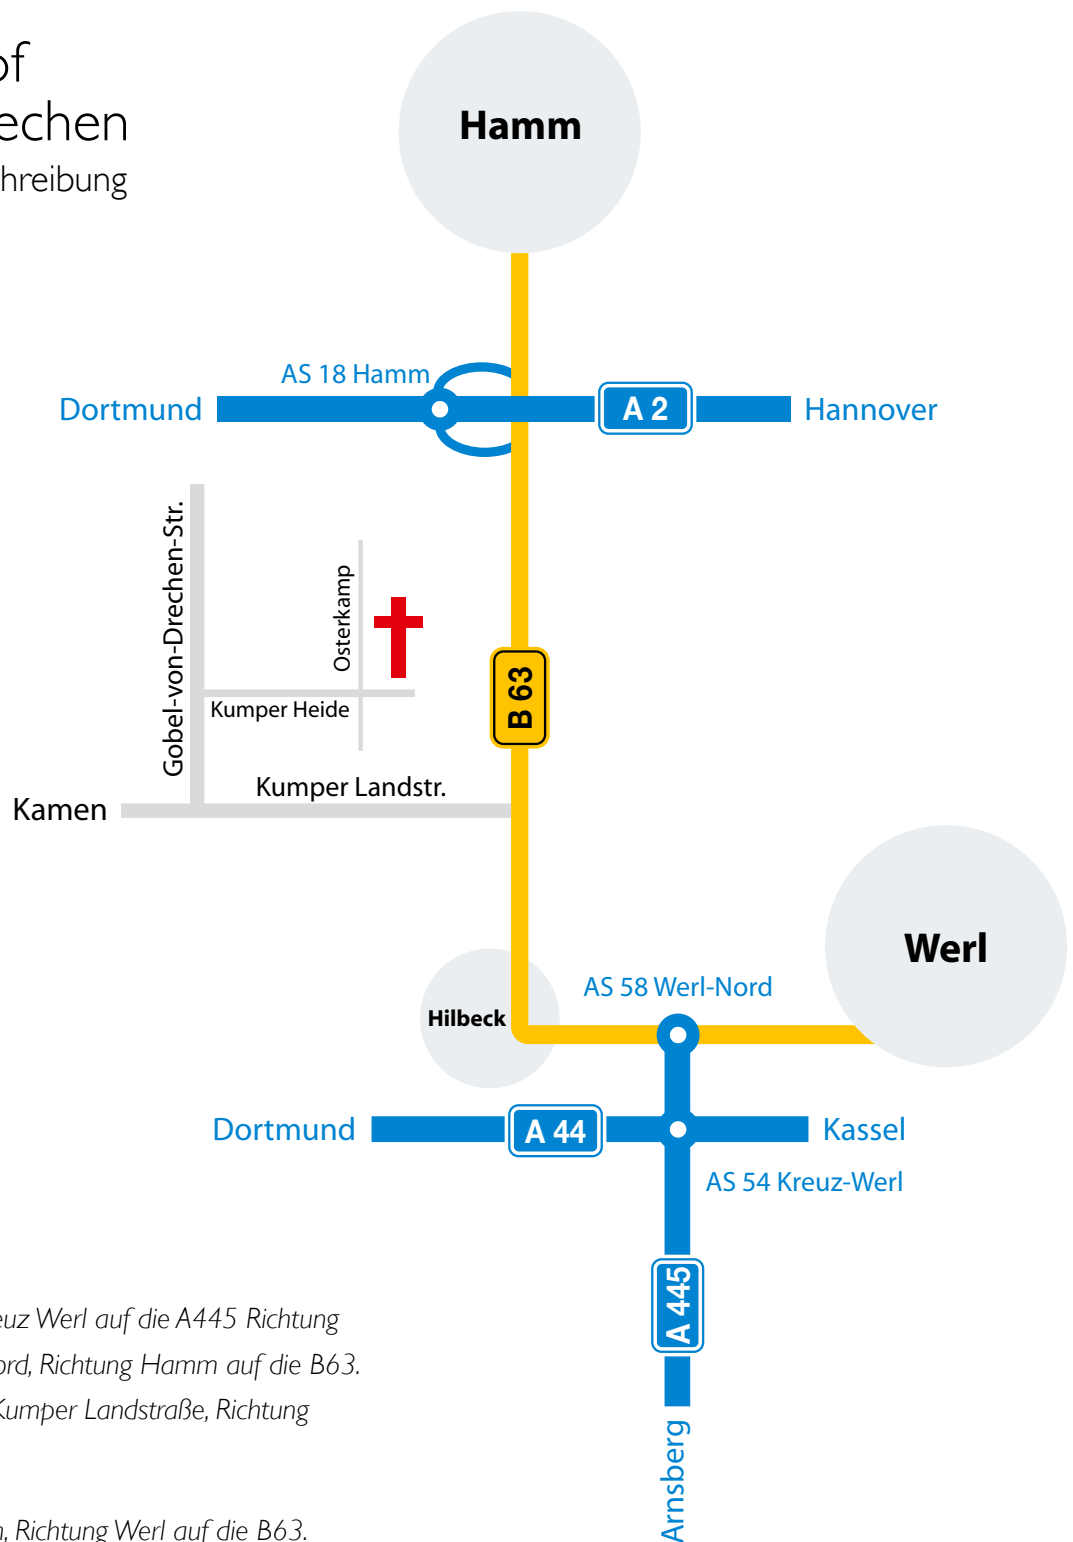 of
echen
hreibung
Hamm
AS 18 Hamm
Dortmund
A 2
Hannover
Gobel-von-Drechen-Str.
Osterkamp
Kumper Heide
B 63
Kumper Landstr.
Kamen
Werl
AS 58 Werl-Nord
Hilbeck
Dortmund
A 44
Kassel
AS 54 Kreuz-Werl
A 445
Arnsberg
euz Werl auf die A445 Richtung
ord, Richtung Hamm auf die B63.
Kumper Landstraße, Richtung
n, Richtung Werl auf die B63.